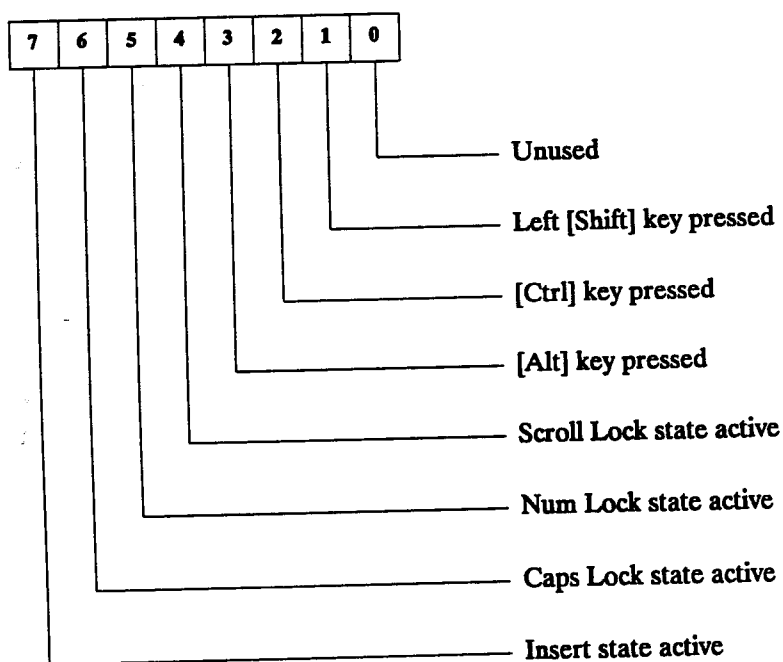 7 6 5 4 3 2 1 0
Unused
Left [Shift] key pressed
[Ctrl] key pressed
[Alt] key pressed
Scroll Lock state active
Num Lock state active
Caps Lock state active
Insert state active